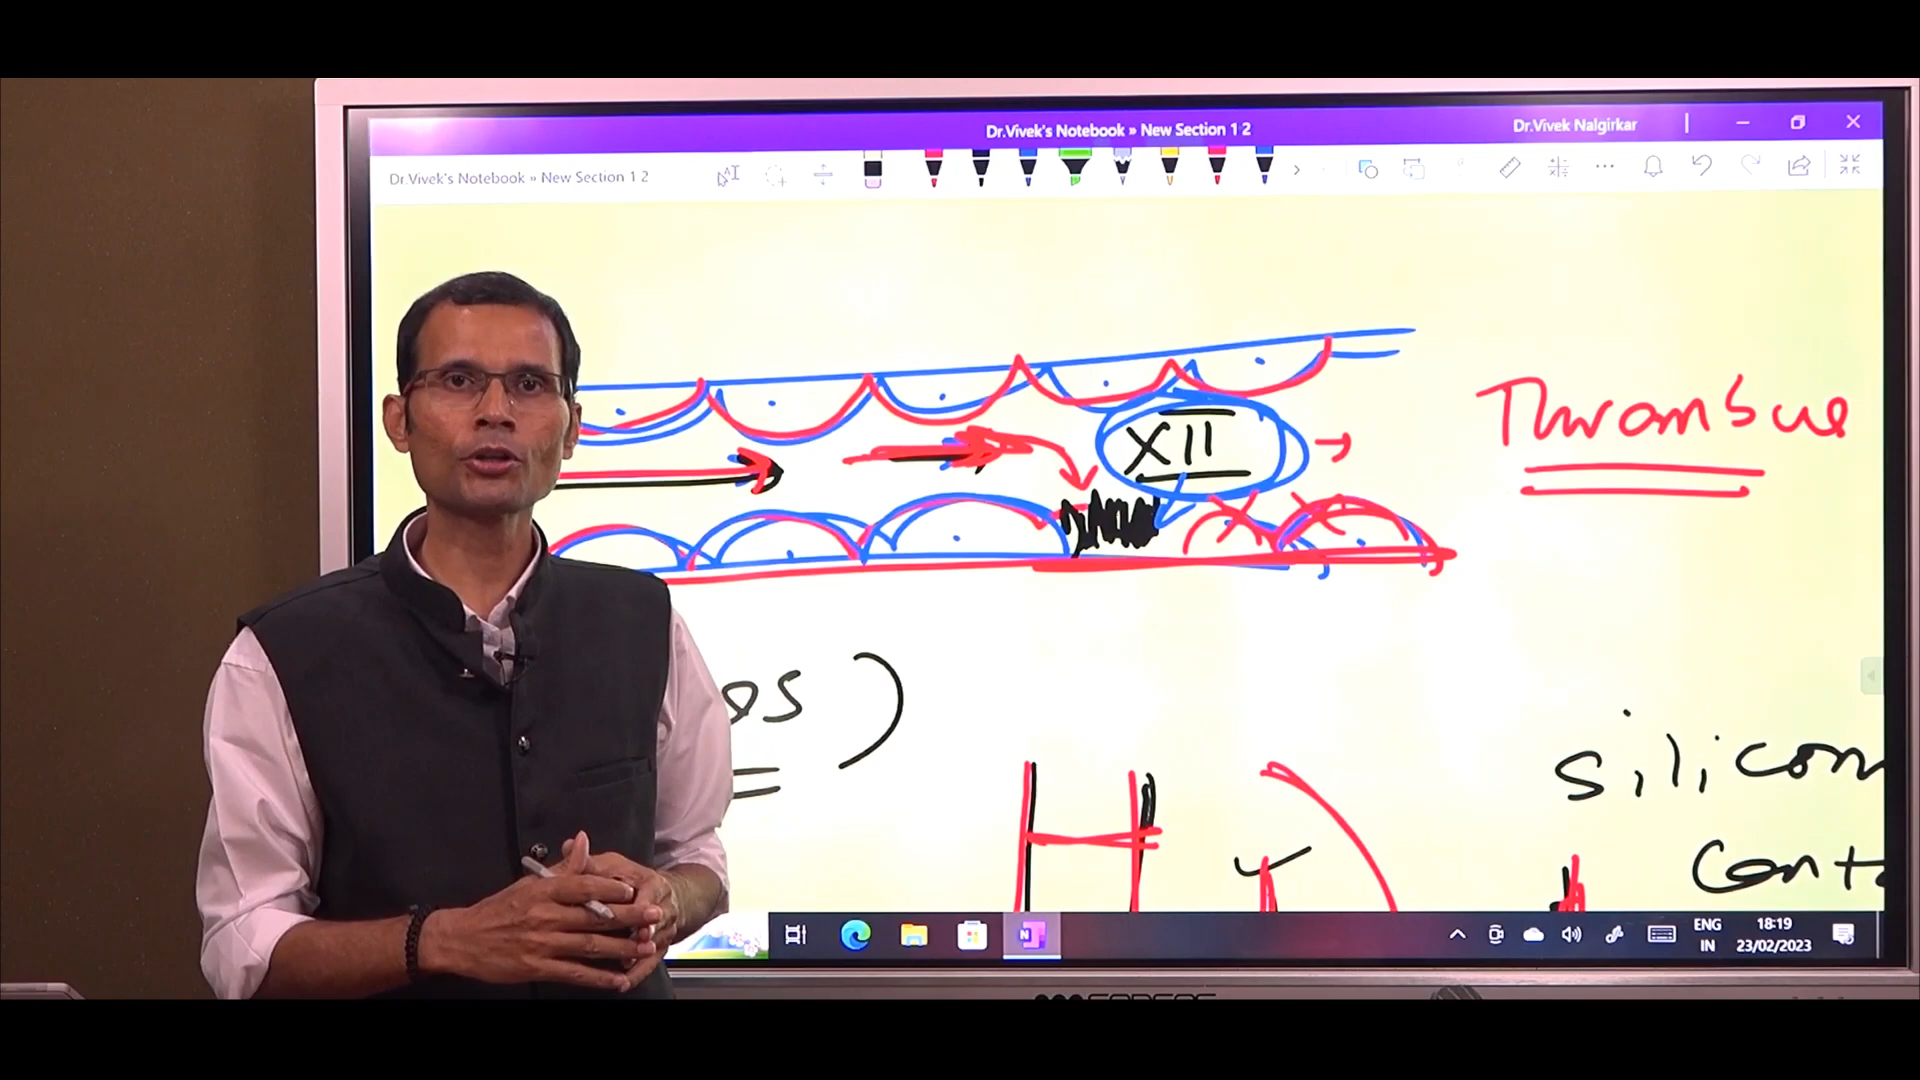 Dr.Vivek's Notebook » New Section 1 2
Dr.Vivek Nalgirkar
Dr.Vivek's Notebook » New Section 1 2
XII
Thrombus
silicon
ENG
IN
18:19
23/02/2023